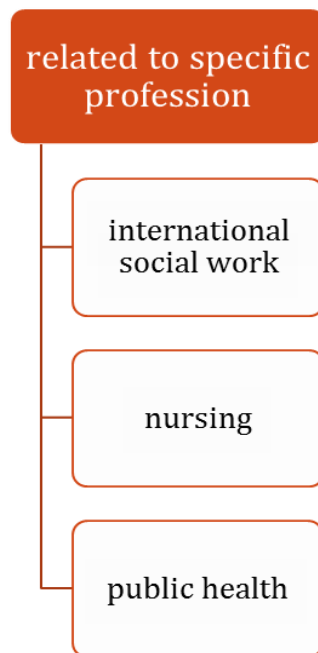 related to specific
profession
international
social work
nursing
public health